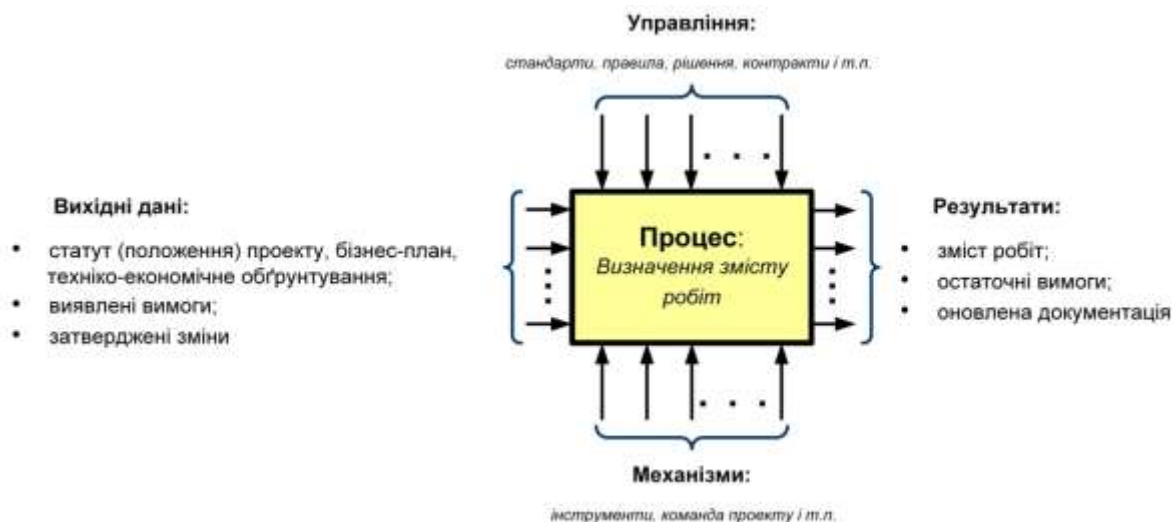 Управління:
стандарти, правила, рішення, контракти і т.п.
Вихідні дані:
• статут (положення) проекту, бізнес-план,
техніко-економічне обґрунтування;
• виявлені вимоги;
• затверджені зміни
Процес:
Визначення змісту
робіт
Результати:
• зміст робіт;
• остаточні вимоги;
• оновлена документація
Механізми:
інструменти, команда проекту і т.п.